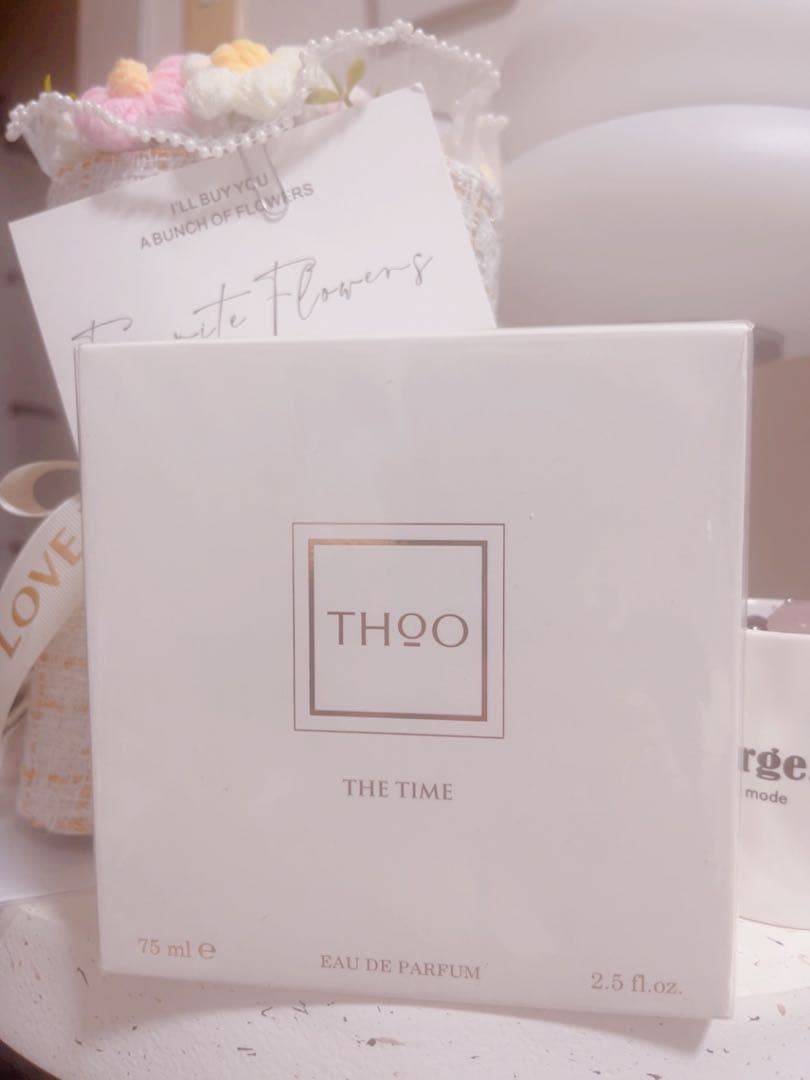 I'LL BUY YOU
A BUNCH OF FLOWERS
Flowers
LOVE
THOO
THE TIME
75 ml ℮
EAU DE PARFUM
2.5 fl.oz.
mode